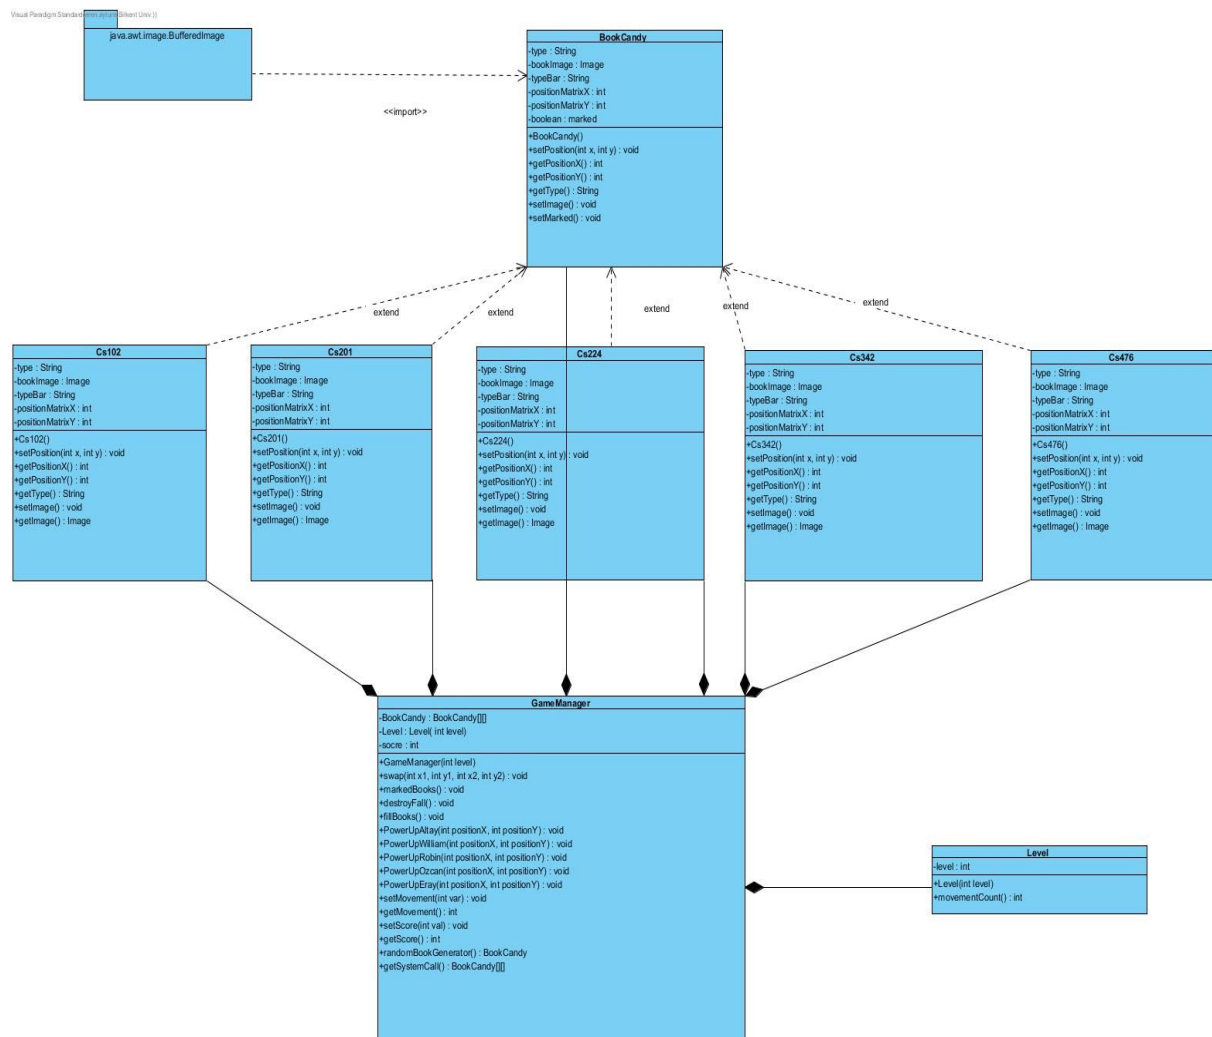 Visual Paradigm Standard
Bilkent Univ.)
java.awt.image.BufferedImage
<<import>>
BookCandy
-type : String
-bookImage : Image
-typeBar : String
-positionMatrixX : int
-positionMatrixY : int
-boolean : marked
+BookCandy()
+setPosition(int x, int y) : void
+getPositionX() : int
+getPositionY() : int
+getType() : String
+setImage() : void
+setMarked() : void
extend
extend
extend
extend
extend
Cs102
-type : String
-bookImage : Image
-typeBar : String
-positionMatrixX : int
-positionMatrixY : int
+Cs102()
+setPosition(int x, int y) : void
+getPositionX() : int
+getPositionY() : int
+getType() : String
+setImage() : void
+getImage() : Image
Cs201
-type : String
-bookImage : Image
-typeBar : String
-positionMatrixX : int
-positionMatrixY : int
+Cs201()
+setPosition(int x, int y) : void
+getPositionX() : int
+getPositionY() : int
+getType() : String
+setImage() : void
+getImage() : Image
Cs224
-type : String
-bookImage : Image
-typeBar : String
-positionMatrixX : int
-positionMatrixY : int
+Cs224()
+setPosition(int x, int y) : void
+getPositionX() : int
+getPositionY() : int
+getType() : String
+setImage() : void
+getImage() : Image
Cs342
-type : String
-bookImage : Image
-typeBar : String
-positionMatrixX : int
-positionMatrixY : int
+Cs342()
+setPosition(int x, int y) : void
+getPositionX() : int
+getPositionY() : int
+getType() : String
+setImage() : void
+getImage() : Image
Cs476
-type : String
-bookImage : Image
-typeBar : String
-positionMatrixX : int
-positionMatrixY : int
+Cs476()
+setPosition(int x, int y) : void
+getPositionX() : int
+getPositionY() : int
+getType() : String
+setImage() : void
+getImage() : Image
GameManager
-BookCandy : BookCandy[][]
-Level : Level( int level)
-socre : int
+GameManager(int level)
+swap(int x1, int y1, int x2, int y2) : void
+markedBooks() : void
+destroyFall() : void
+fillBooks() : void
+PowerUpAltay(int positionX, int positionY) : void
+PowerUpWilliam(int positionX, int positionY) : void
+PowerUpRobin(int positionX, int positionY) : void
+PowerUpOzcan(int positionX, int positionY) : void
+PowerUpEray(int positionX, int positionY) : void
+setMovement(int var) : void
+getMovement() : int
+setScore(int val) : void
+getScore() : int
+randomBookGenerator() : BookCandy
+getSystemCall() : BookCandy[][]
Level
-level : int
+Level(int level)
+movementCount() : int